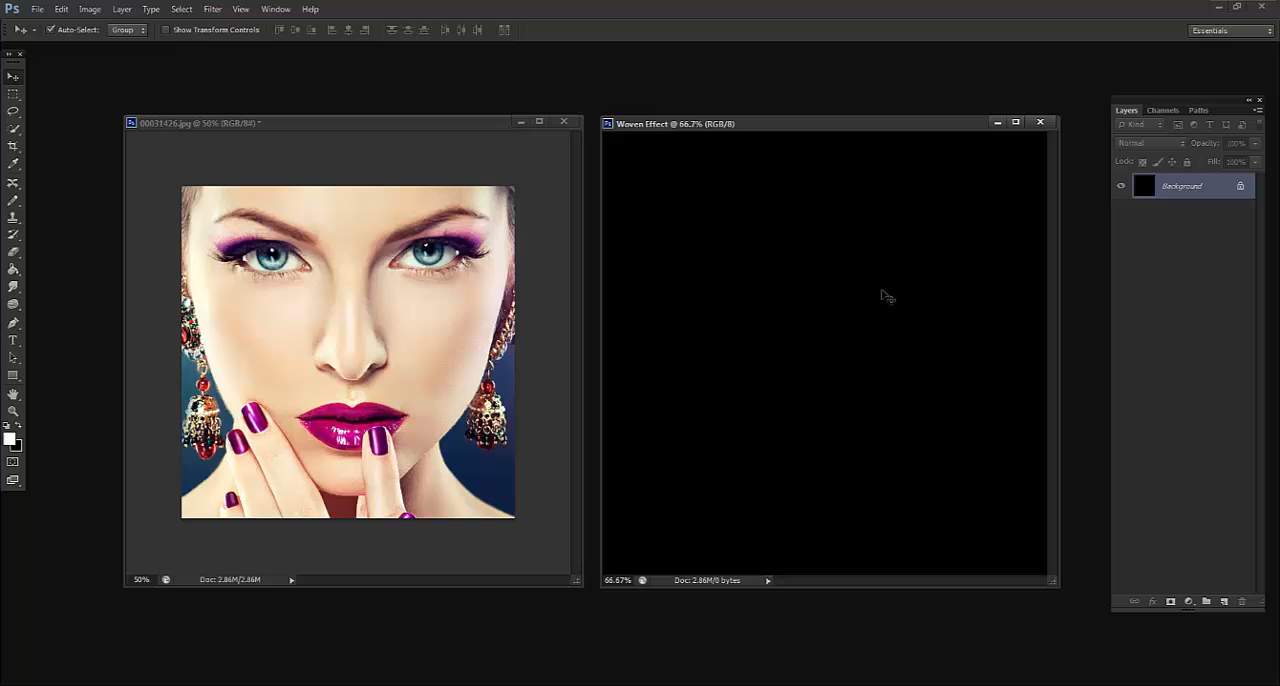 Ps File Edit Image Layer Type Select Filter View Window Help
Auto-Select: Group Show Transform Controls Essentials
00031426.jpg @ 50% (RGB/8#) *
Woven Effect @ 66.7% (RGB/8)
Layers Channels Paths
Kind
Normal Opacity: 100%
Lock: Fill: 100%
Background
T
50% Doc: 2.86M/2.86M
66.67% Doc: 2.86M/0 bytes
fx